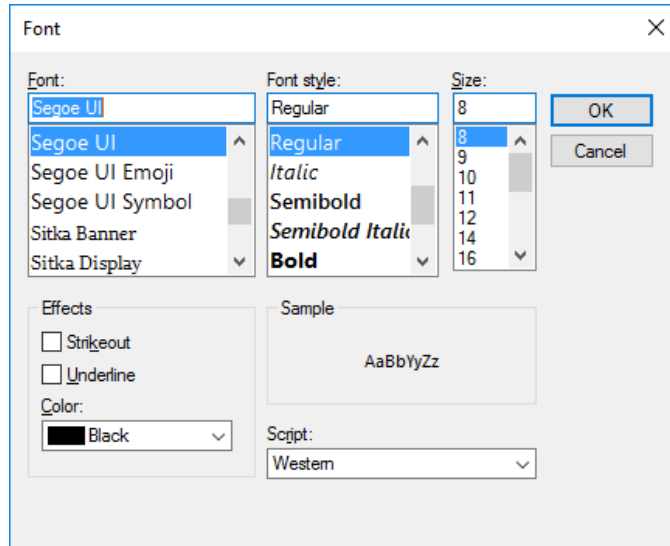 Font
Font:
Font style:
Size:
Segoe UI
Regular
8
OK
Segoe UI
Segoe UI Emoji
Segoe UI Symbol
Sitka Banner
Sitka Display
Regular
Italic
Semibold
Semibold Italic
Bold
8
9
10
11
12
14
16
Cancel
Effects
Strikeout
Underline
Color:
Black
Sample
AaBbYyZz
Script:
Western